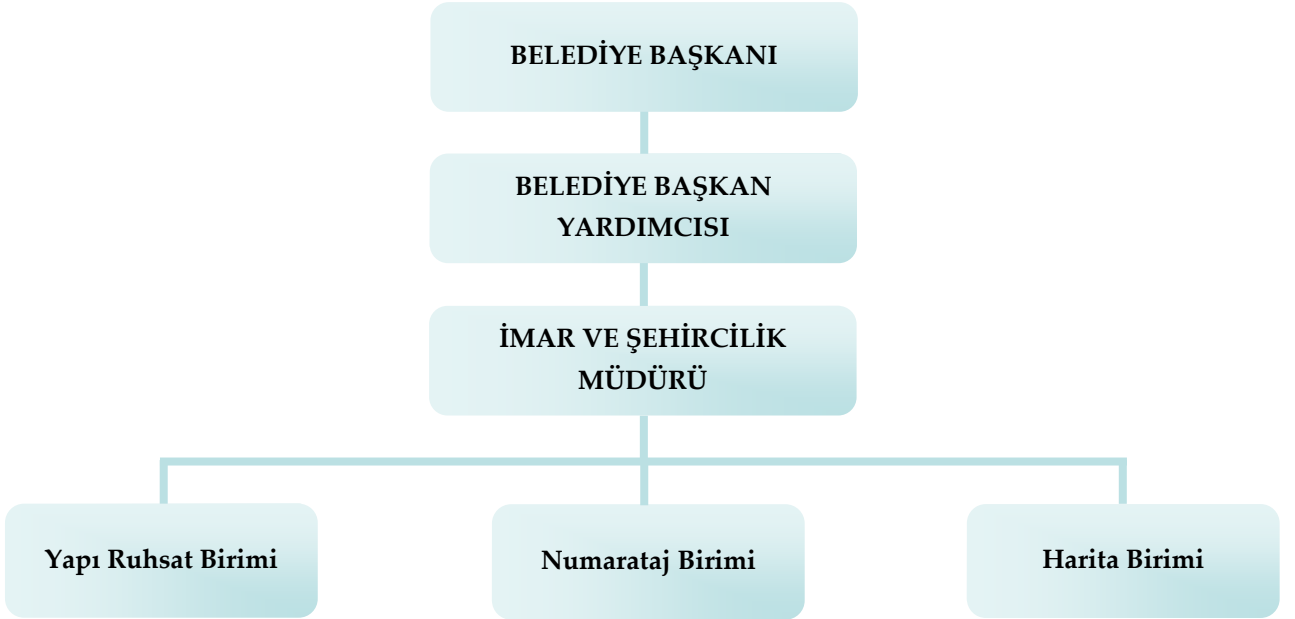 BELEDİYE BAŞKANI
BELEDİYE BAŞKAN
YARDIMCISI
İMAR VE ŞEHİRCİLİK
MÜDÜRÜ
Yapı Ruhsat Birimi
Numarataj Birimi
Harita Birimi